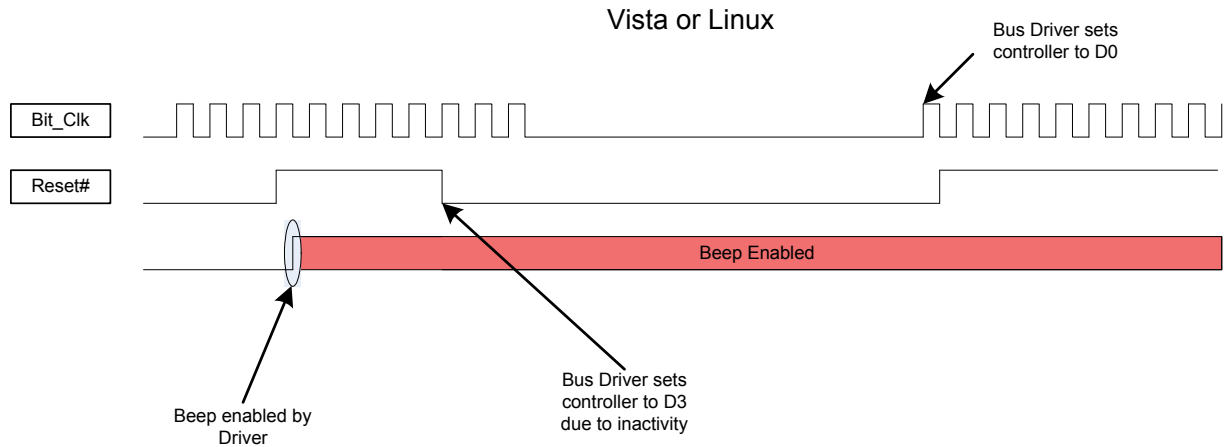 Vista or Linux
Bus Driver sets
controller to D0
Bit_Clk
Reset#
Beep Enabled
Beep enabled by
Driver
Bus Driver sets
controller to D3
due to inactivity